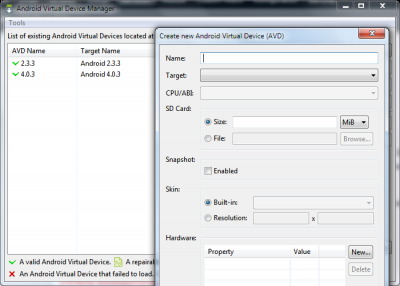 Android Virtual Device Manager
Tools
List of existing Android Virtual Devices located at
AVD Name Target Name
2.3.3 Android 2.3.3
4.0.3 Android 4.0.3
A valid Android Virtual Device. A repairab
An Android Virtual Device that failed to load.
Create new Android Virtual Device (AVD)
Name:
Target:
CPU/ABI:
SD Card:
Size: MiB
File: Browse...
Snapshot:
Enabled
Skin:
Built-in:
Resolution: x
Hardware:
Property Value New...
Delete